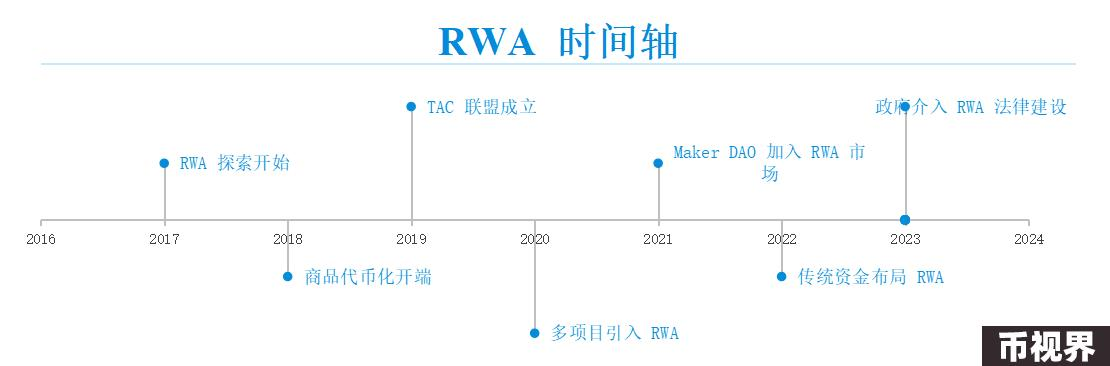 RWA 时间轴
TAC 联盟成立
政府介入 RWA 法律建设
Maker DAO 加入 RWA 市
场
RWA 探索开始
2016 2017 2018 2019 2020 2021 2022 2023 2024
商品代币化开端
传统资金布局 RWA
多项目引入 RWA
币视界